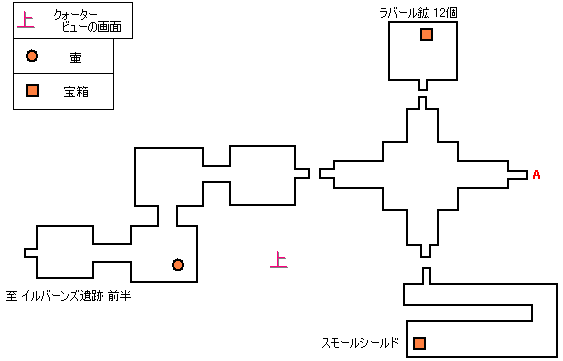 上 クォーター
ビューの画面
壷
宝箱
ラバール鉱 12個
A
上
至 イルバーンズ遺跡 前半
スモールシールド